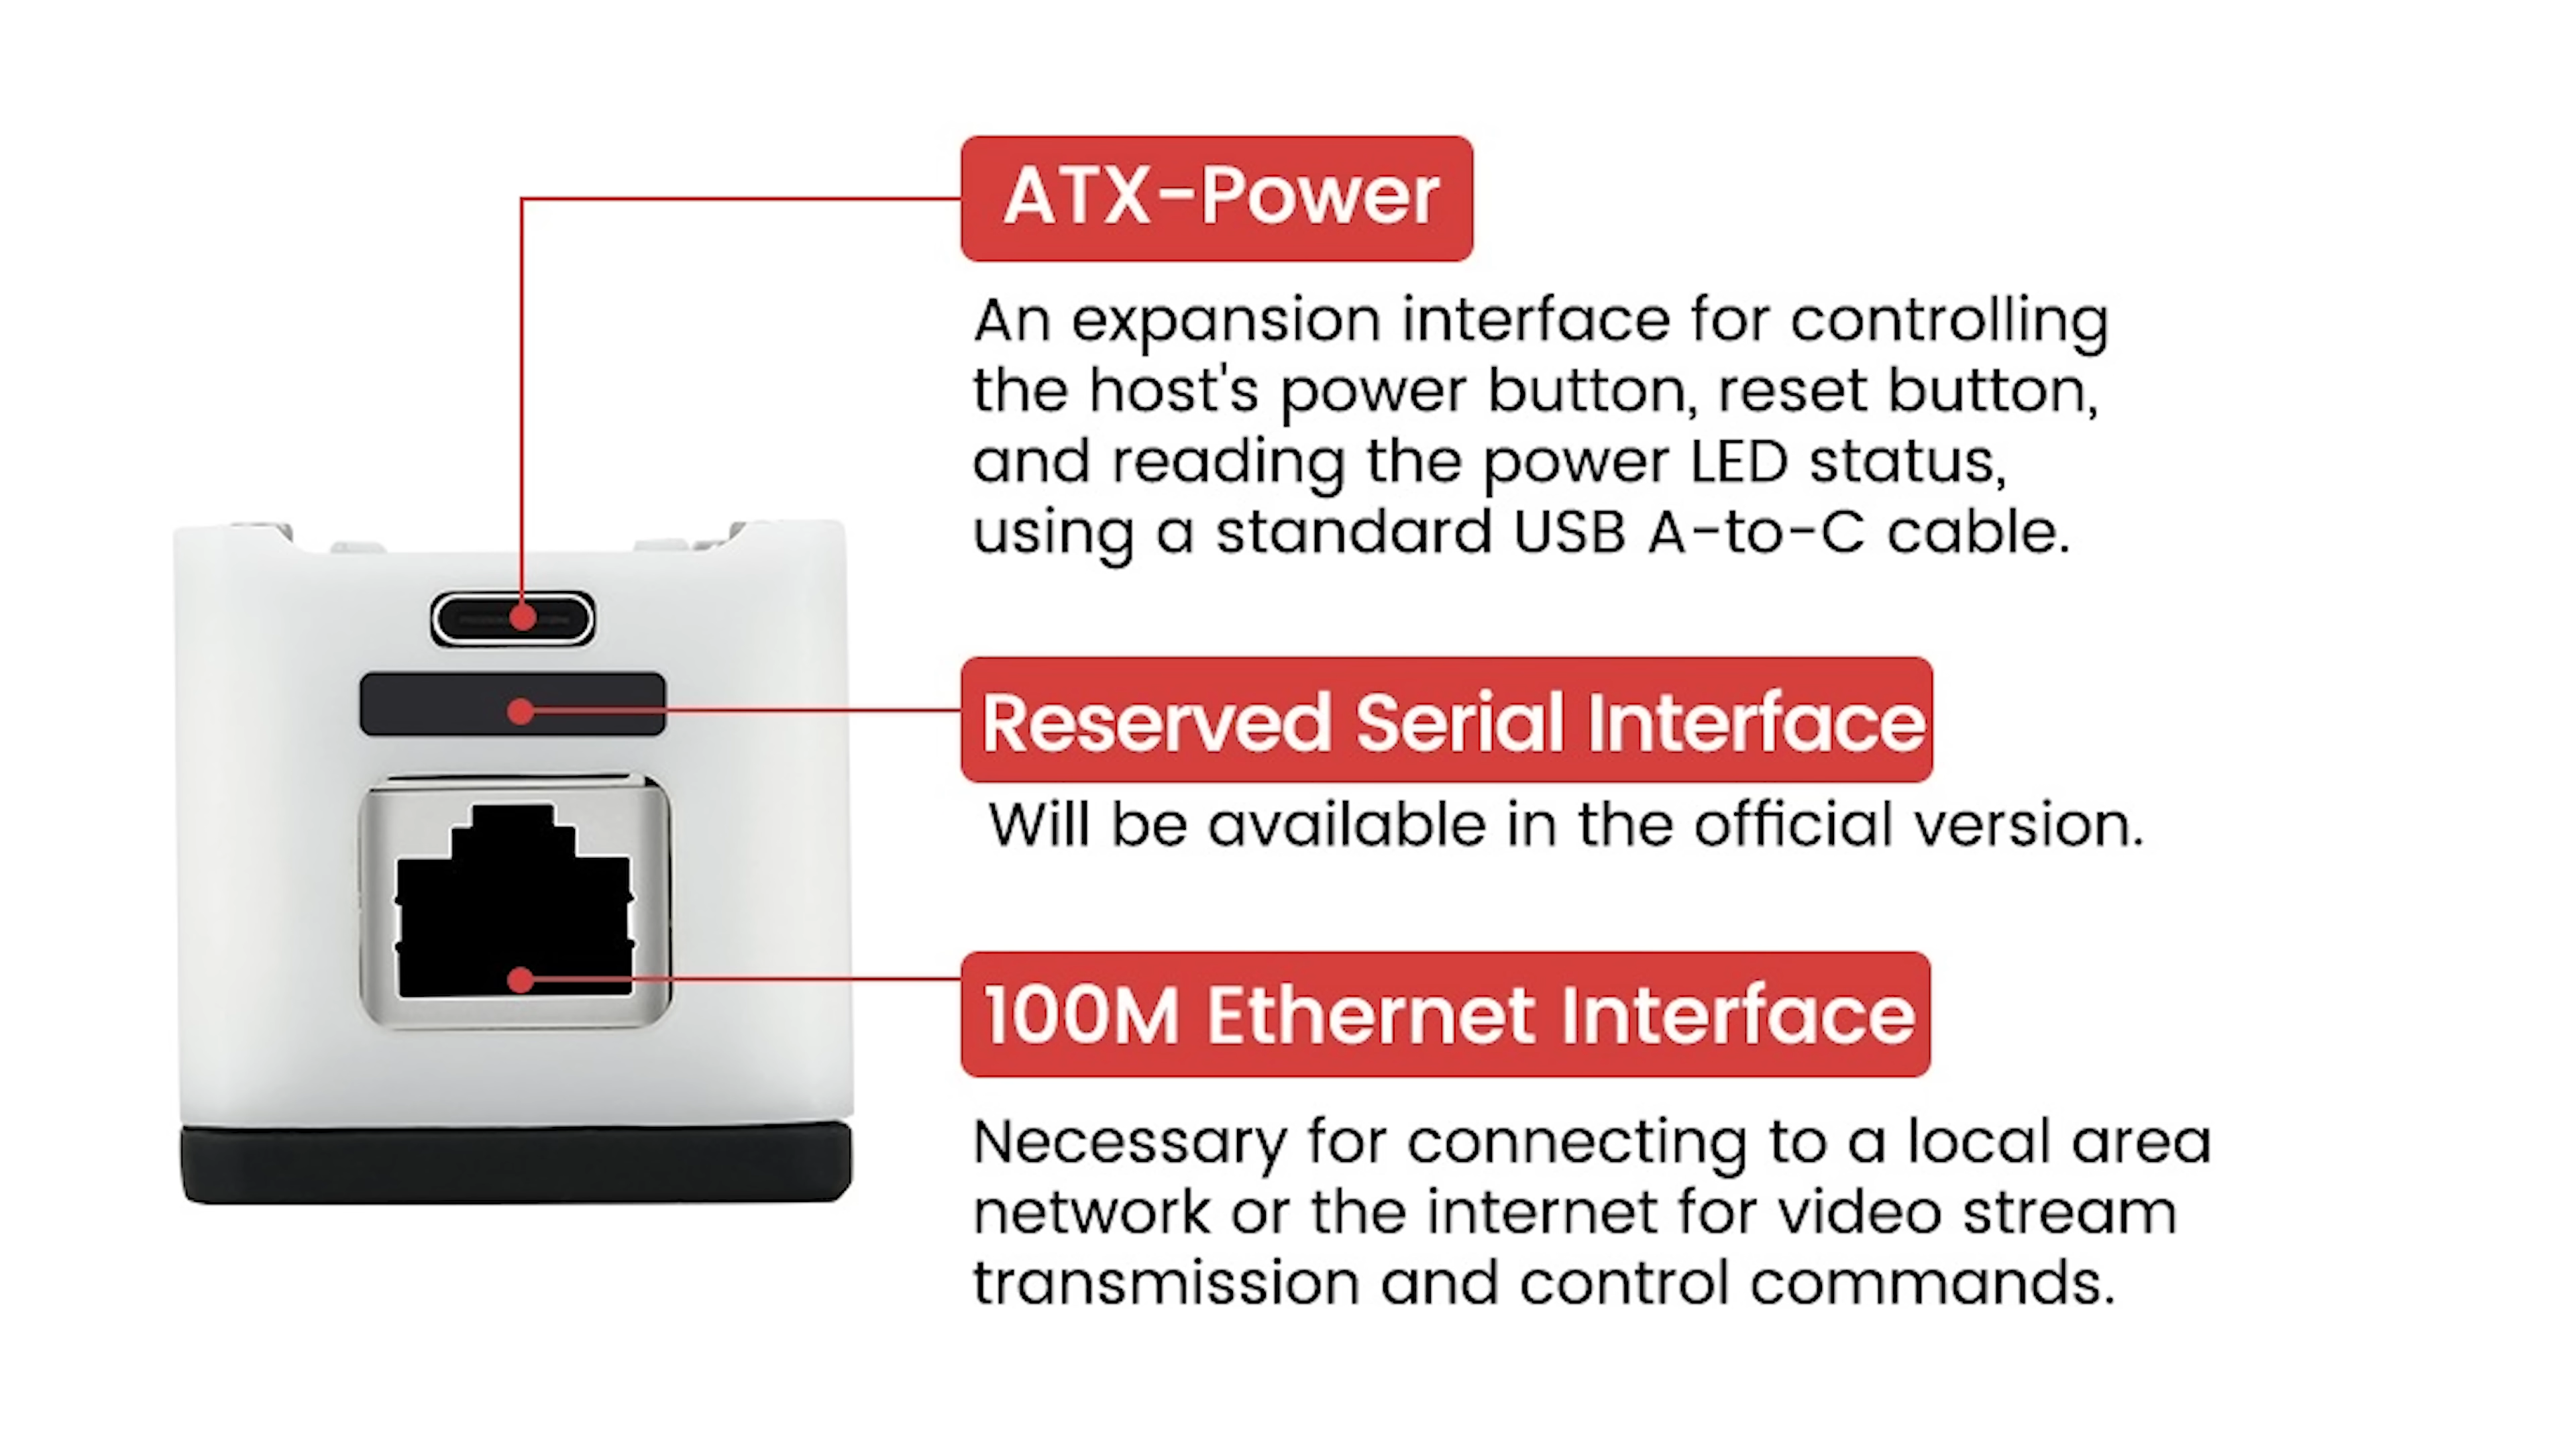 ATX-Power
An expansion interface for controlling
the host's power button, reset button,
and reading the power LED status,
using a standard USB A-to-C cable.
Reserved Serial Interface
Will be available in the official version.
100M Ethernet Interface
Necessary for connecting to a local area
network or the internet for video stream
transmission and control commands.